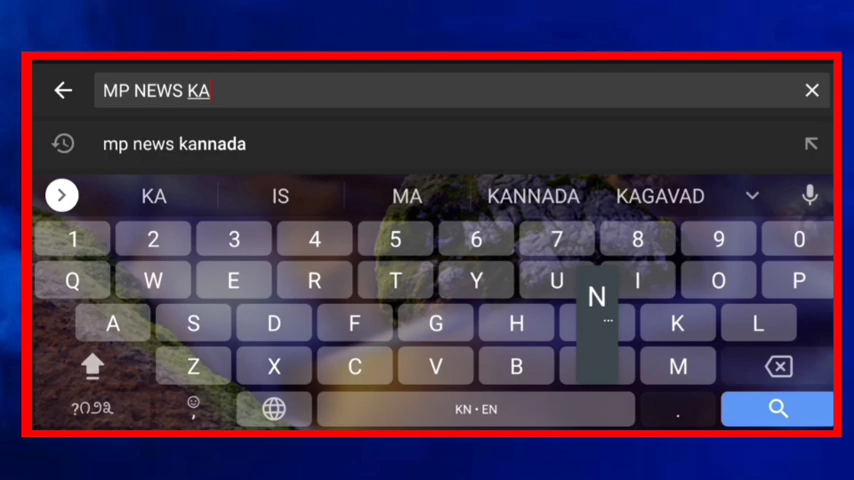 MP NEWS KA
mp news kannada
KA IS MA KANNADA KAGAVAD
1 2 3 4 5 6 7 8 9 0
Q W E R T Y U I O P
N
A S D F G H K L
Z X C V B M
?೧೨೩ , KN • EN .